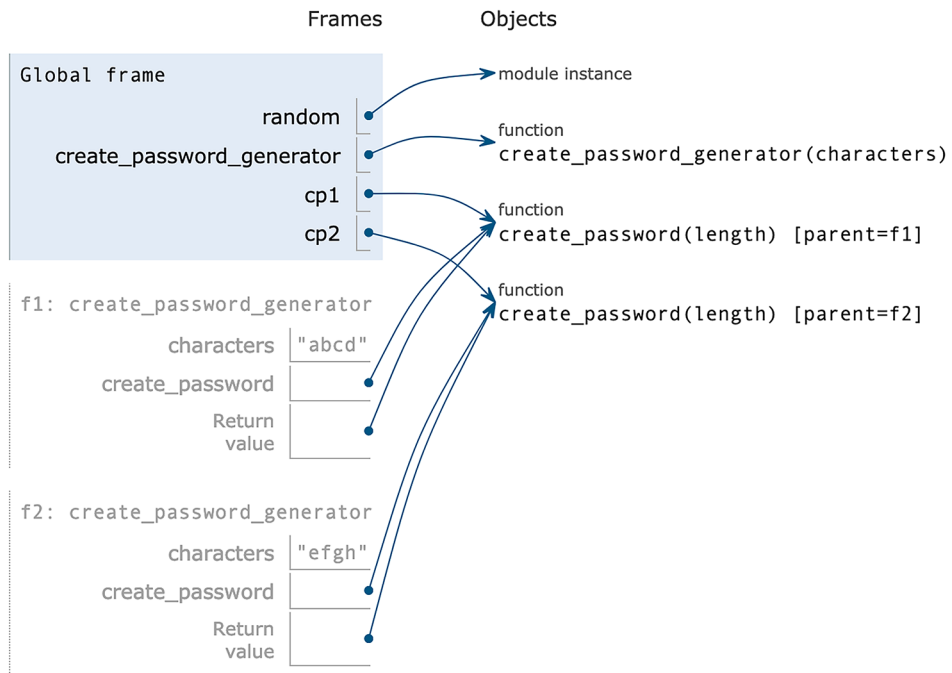 Frames
Objects
Global frame
random
create_password_generator
cp1
cp2
module instance
function
create_password_generator(characters)
function
create_password(length) [parent=f1]
function
create_password(length) [parent=f2]
f1: create_password_generator
characters "abcd"
create_password
Return
value
f2: create_password_generator
characters "efgh"
create_password
Return
value